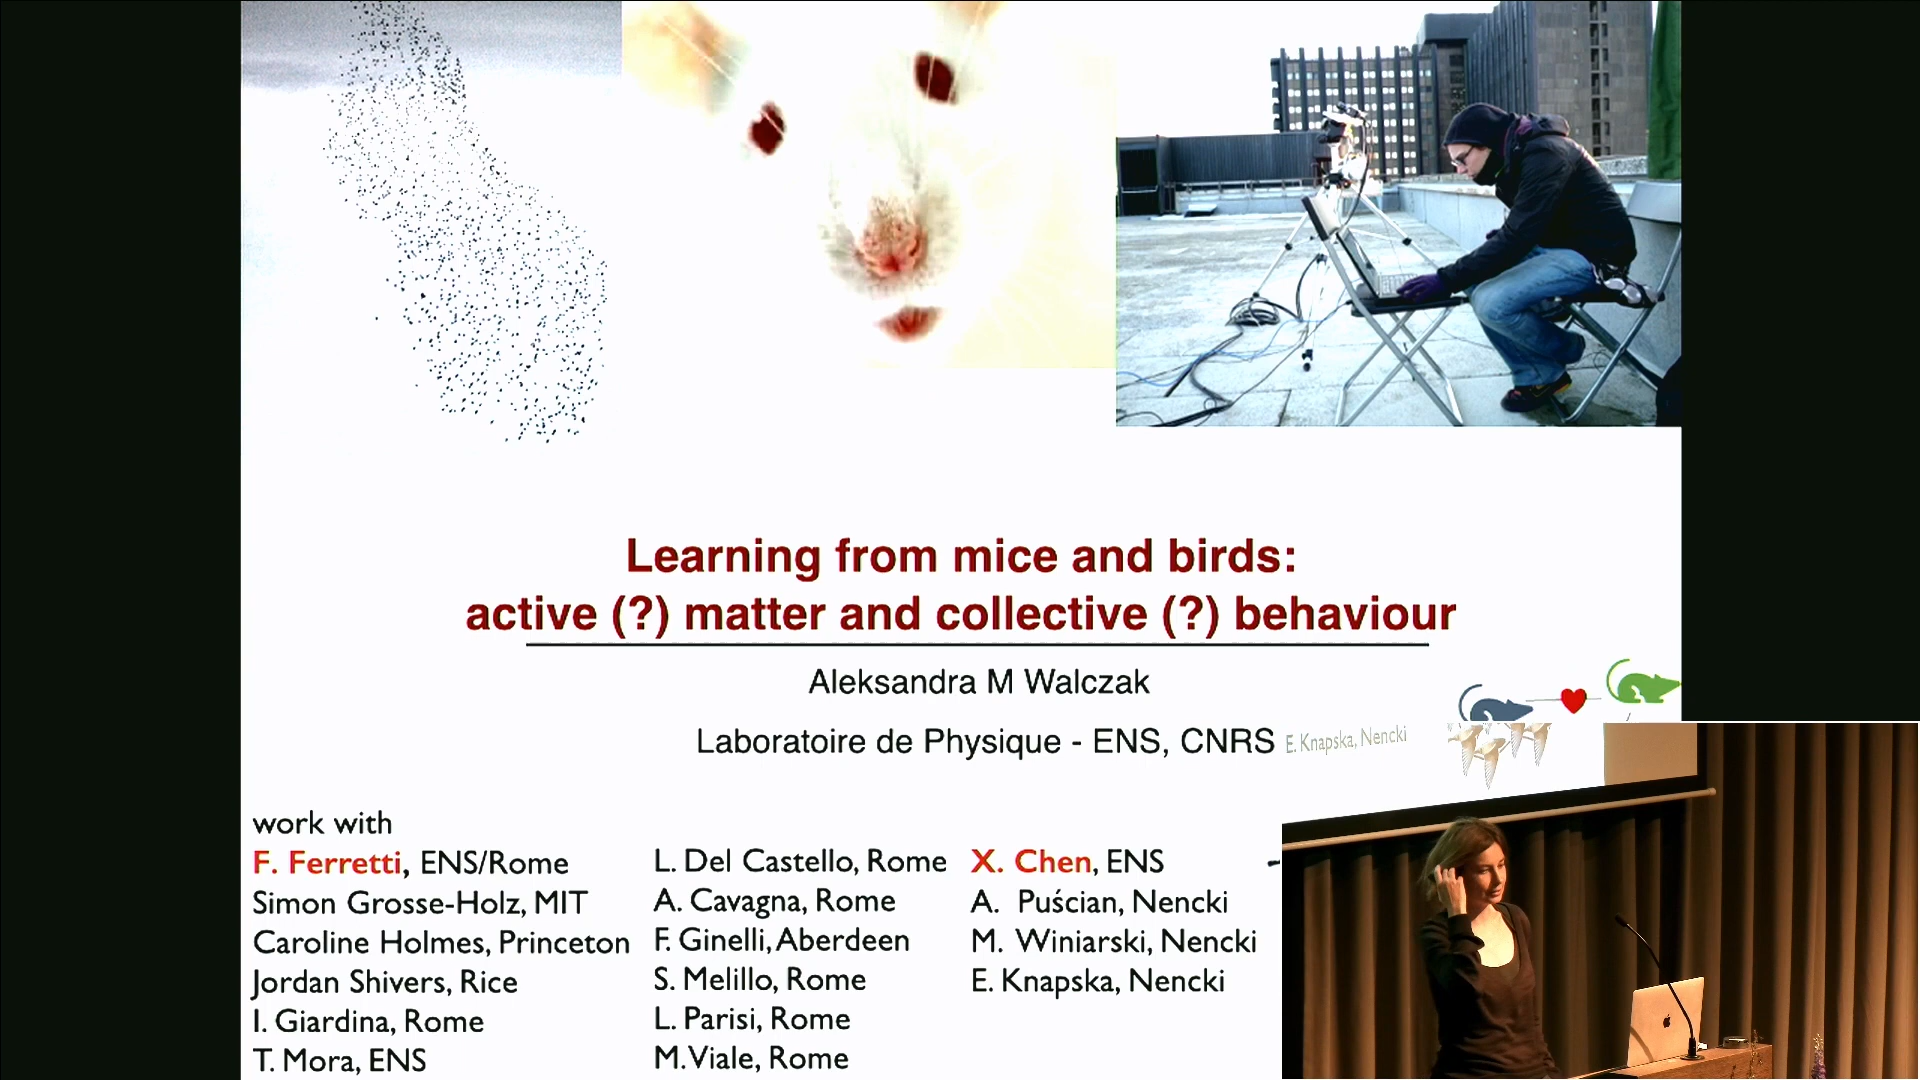 Learning from mice and birds:
active (?) matter and collective (?) behaviour
Aleksandra M Walczak
Laboratoire de Physique - ENS, CNRS
E. Knapska, Nencki
work with
F. Ferretti, ENS/Rome
Simon Grosse-Holz, MIT
Caroline Holmes, Princeton
Jordan Shivers, Rice
I. Giardina, Rome
T. Mora, ENS
L. Del Castello, Rome
A. Cavagna, Rome
F. Ginelli, Aberdeen
S. Melillo, Rome
L. Parisi, Rome
M. Viale, Rome
X. Chen, ENS
A. Puścian, Nencki
M. Winiarski, Nencki
E. Knapska, Nencki